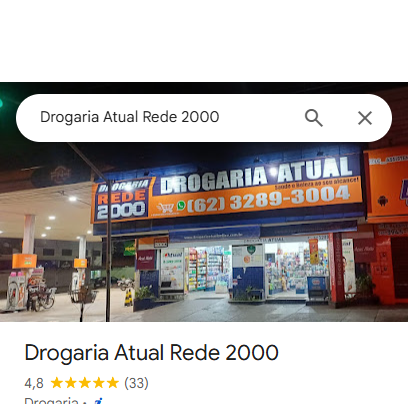 Drogaria Atual Rede 2000
DROGARIA
REDE
2000
DROGARIA ATUAL
Saúde e Beleza ao seu alcance!
(62) 3289-3004
ATUAL
Drogaria Atual Rede 2000
4,8 (33)
Drogaria